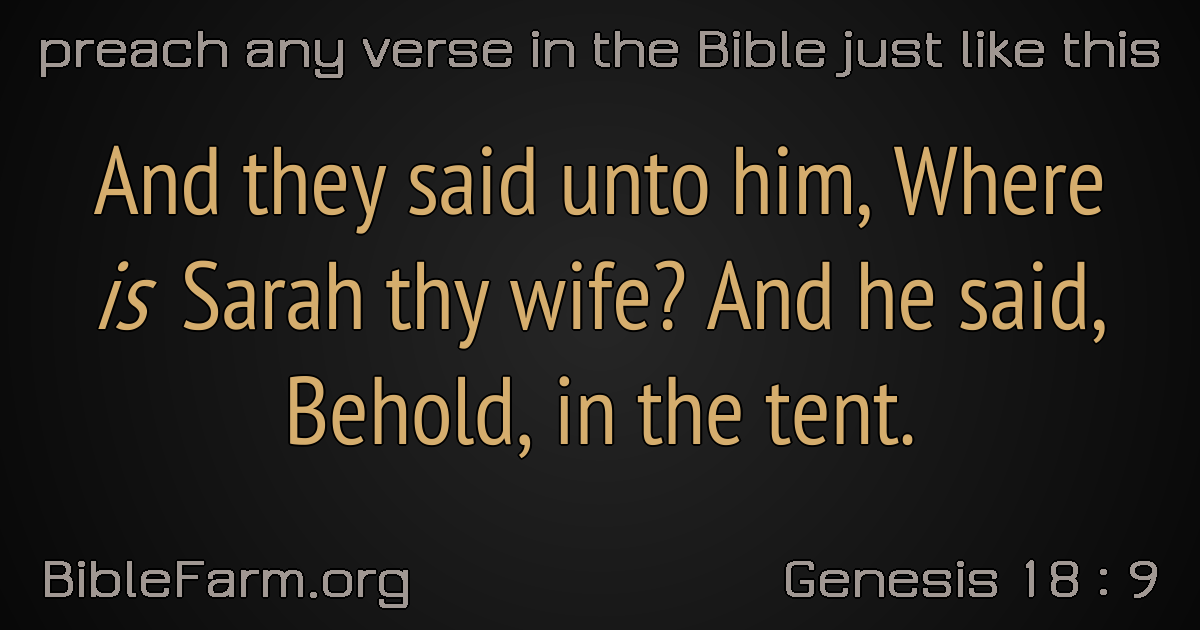 preach any verse in the Bible just like this
And they said unto him, Where
is Sarah thy wife? And he said,
Behold, in the tent.
BibleFarm.org
Genesis 18 : 9